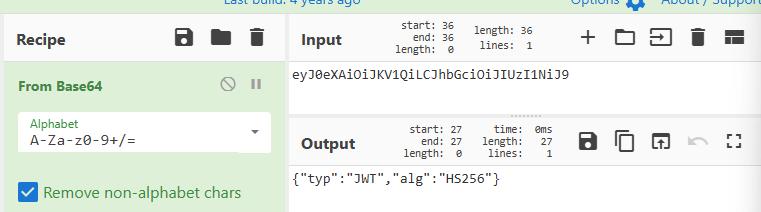 Last build: 4 years ago
Options
About / Support
Recipe
Input
start: 36
end: 36
length: 0
length: 36
lines: 1
From Base64
eyJ0eXAiOiJKV1QiLCJhbGciOiJIUzI1NiJ9
Alphabet
A-Za-z0-9+/=
Output
start: 27
end: 27
length: 0
time: 0ms
length: 27
lines: 1
Remove non-alphabet chars
{"typ":"JWT","alg":"HS256"}